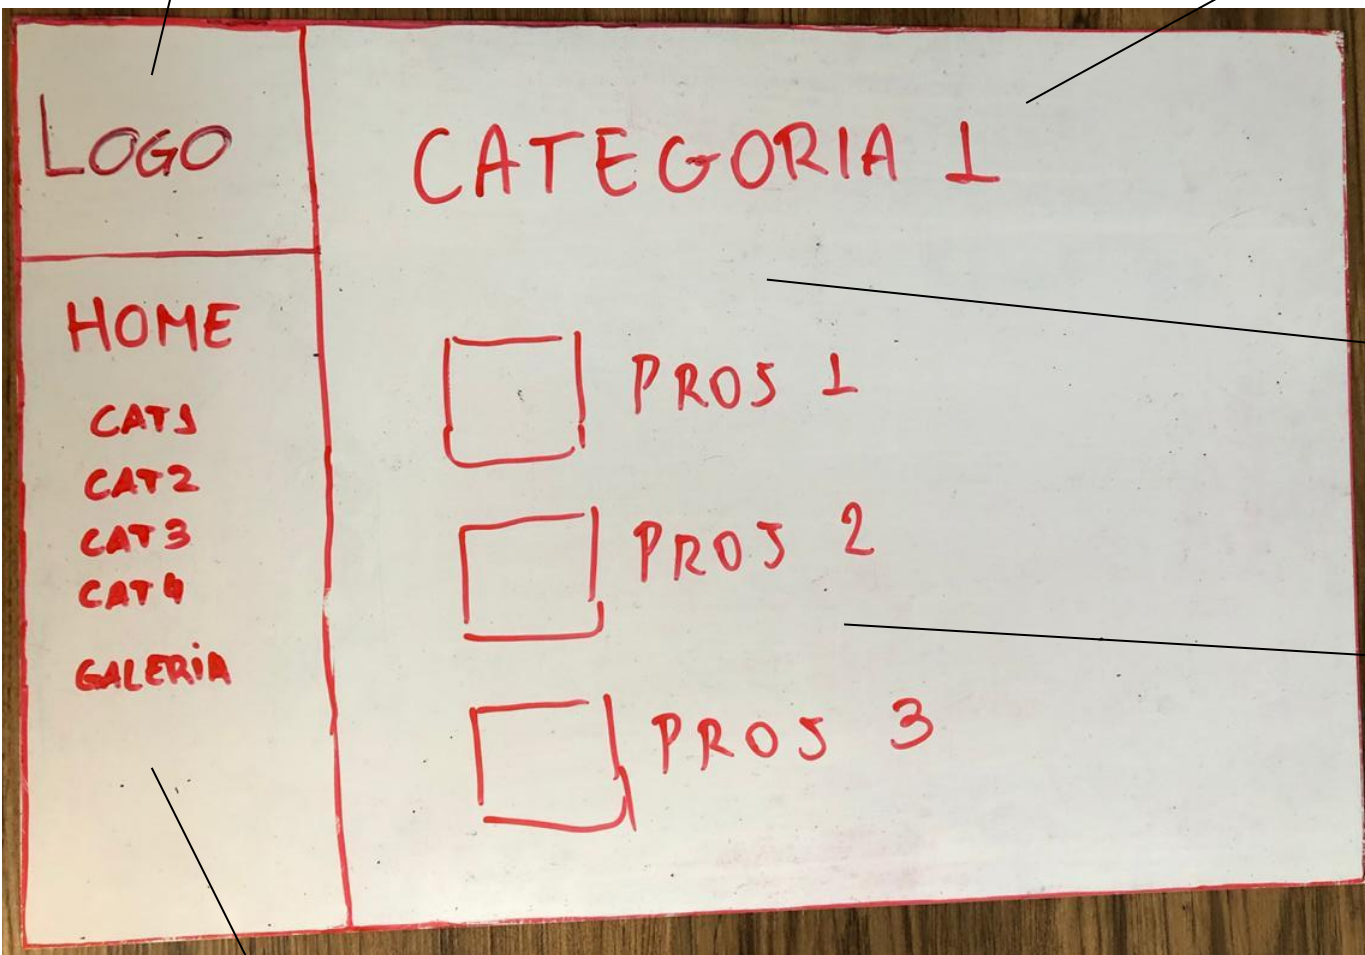 LOGO
HOME
CAT1
CAT2
CAT3
CAT4
GALERIA
CATEGORIA 1
PROJ 1
PROJ 2
PROJ 3